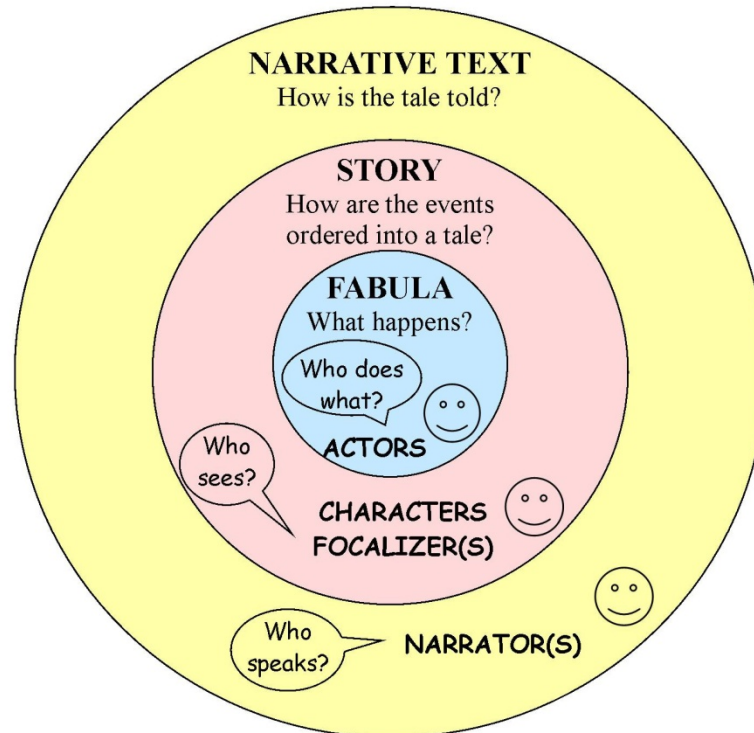 NARRATIVE TEXT
How is the tale told?
STORY
How are the events
ordered into a tale?
FABULA
What happens?
Who does
what?
ACTORS
Who
sees?
CHARACTERS
FOCALIZER(S)
Who
speaks?
NARRATOR(S)